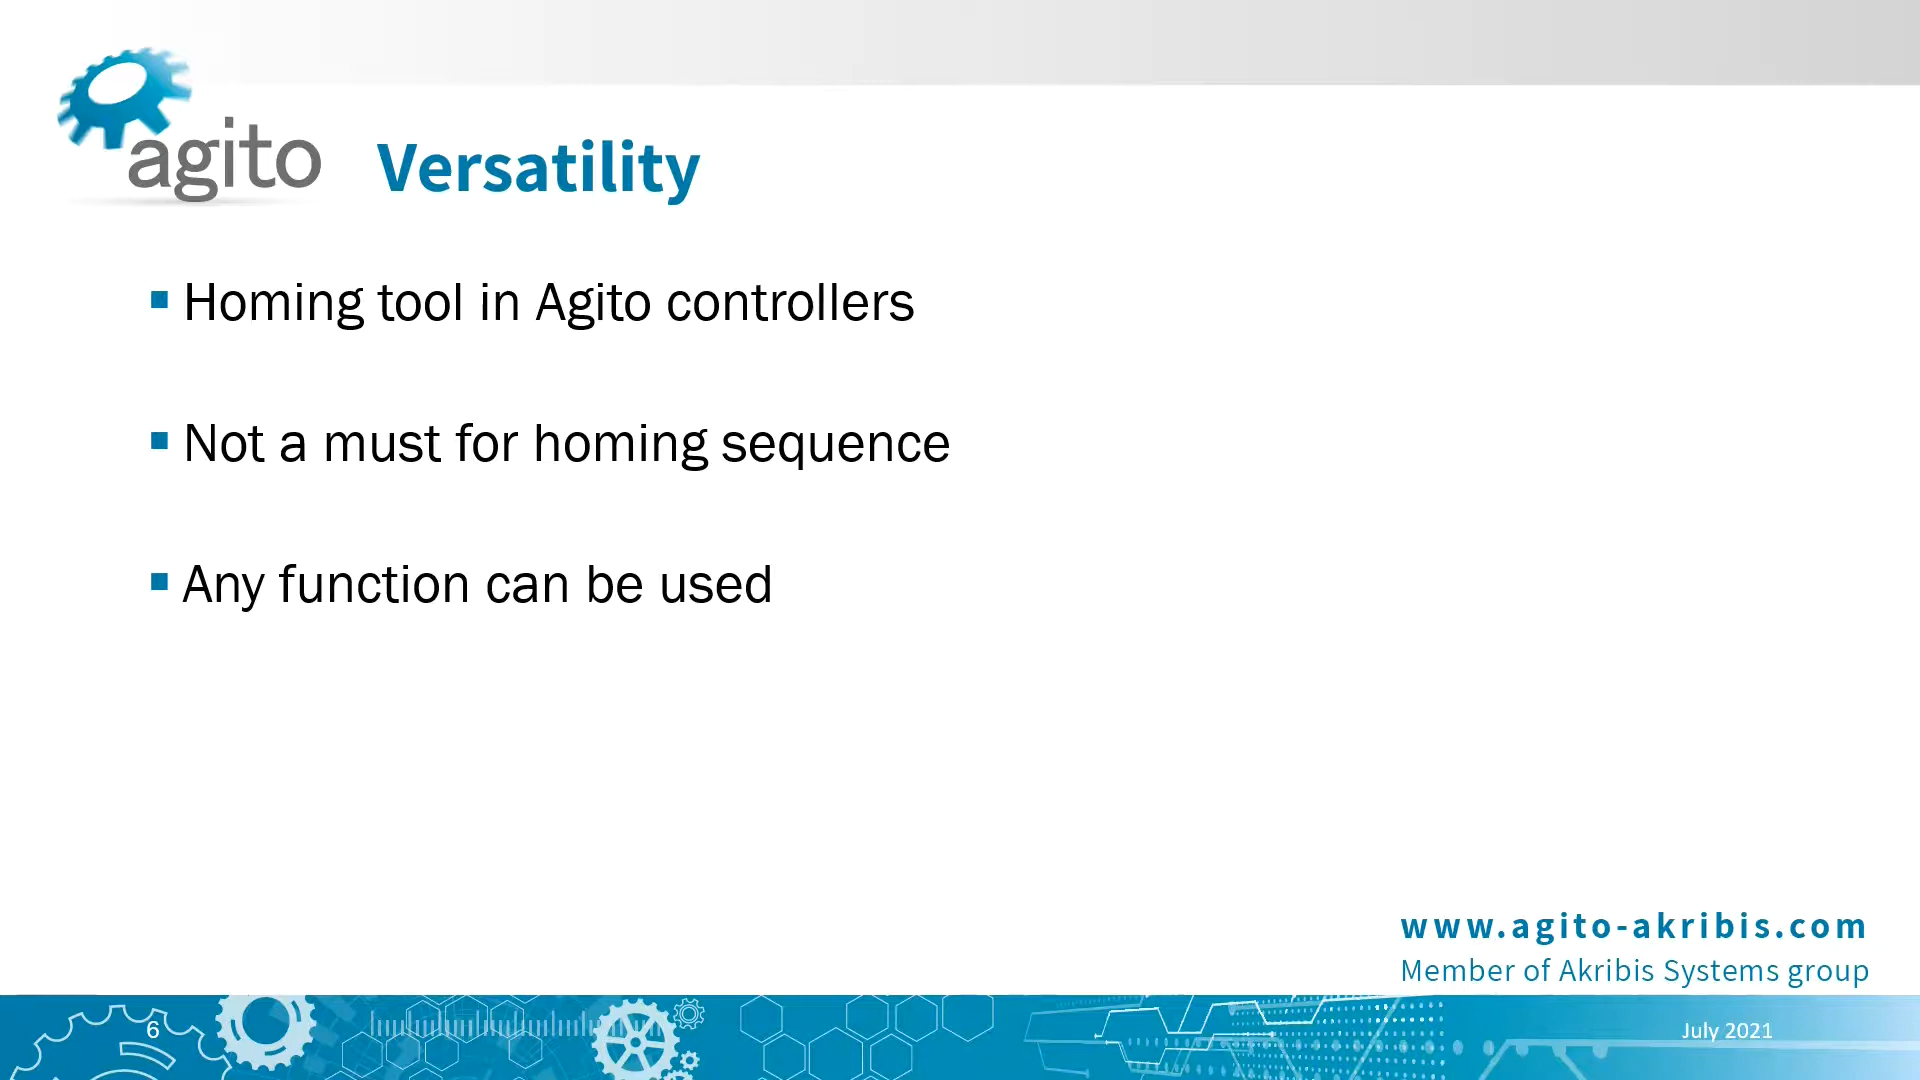 agito
Versatility
Homing tool in Agito controllers
Not a must for homing sequence
Any function can be used
www.agito-akribis.com
Member of Akribis Systems group
6
July 2021